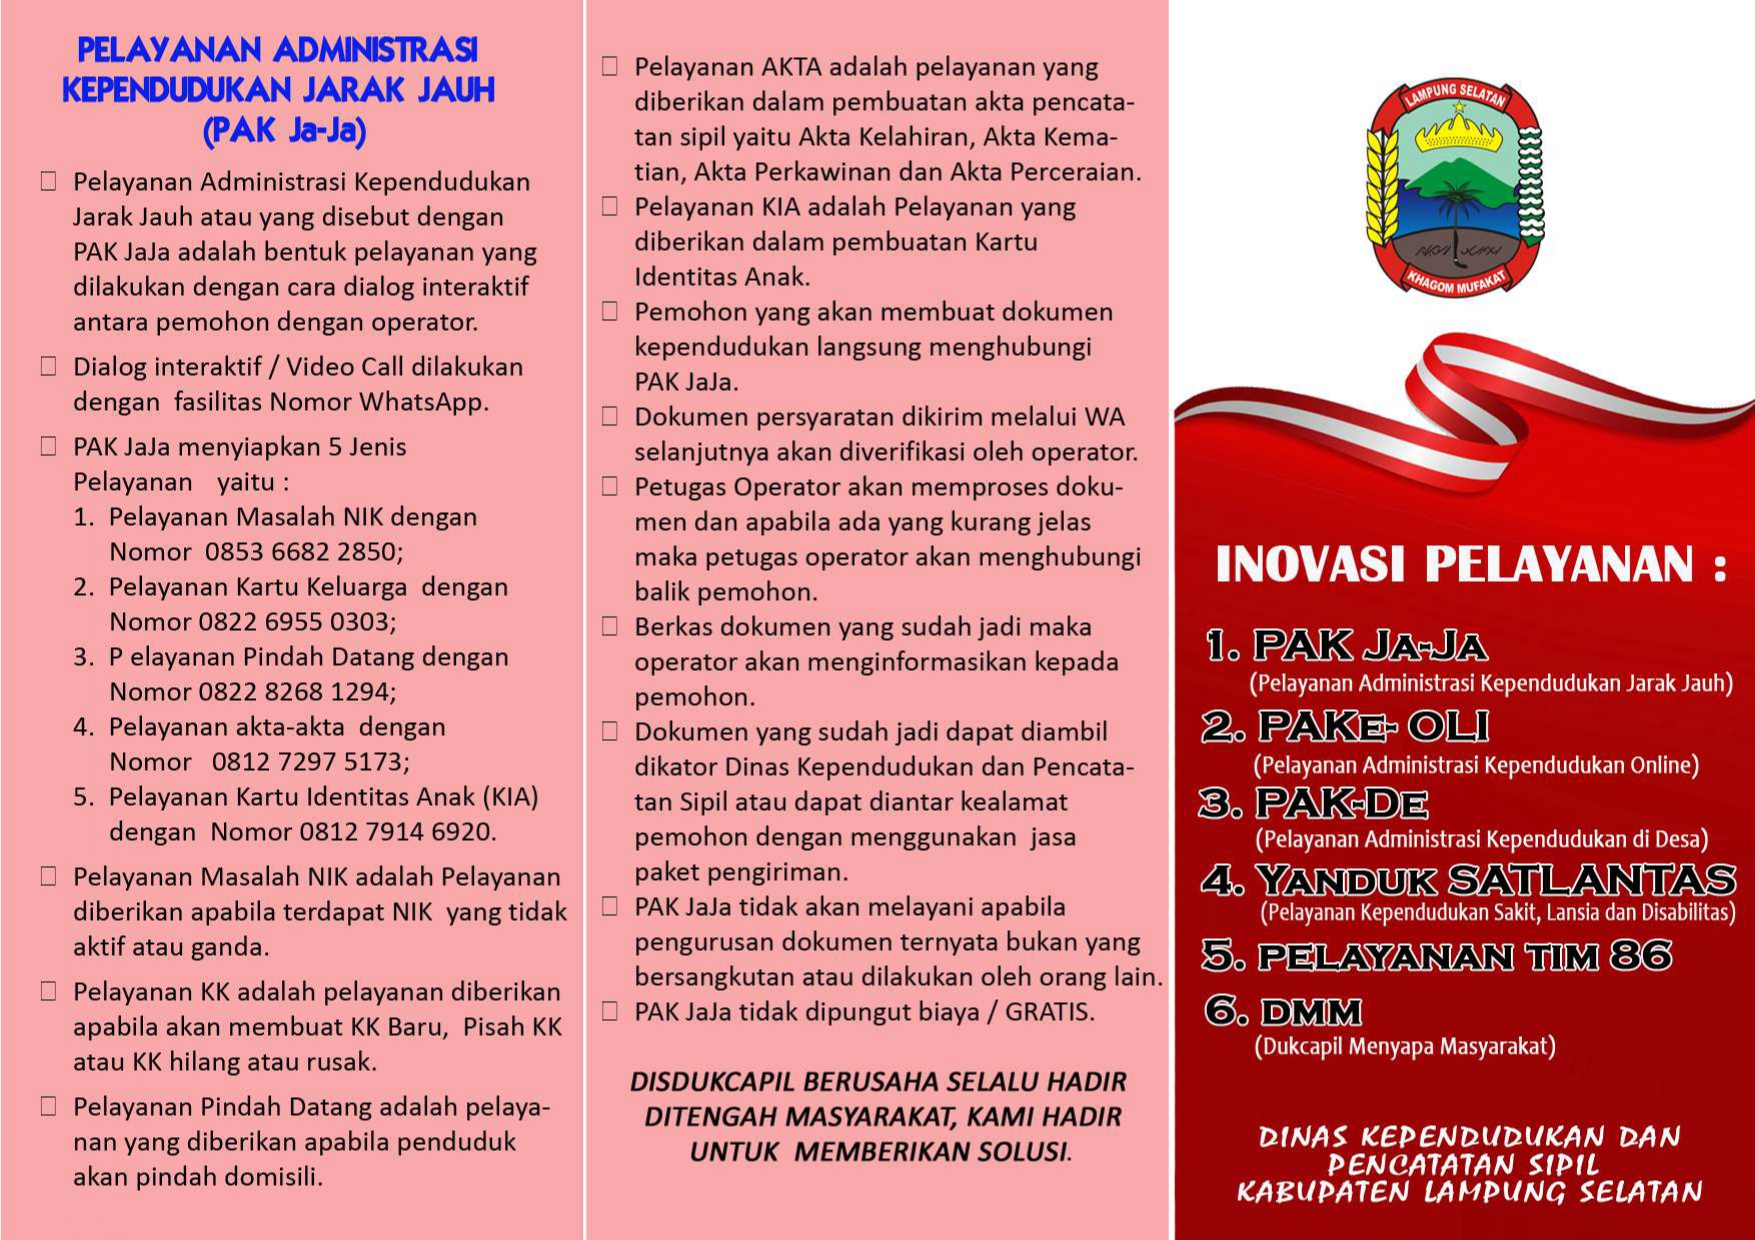 PELAYANAN ADMINISTRASI
KEPENDUDUKAN JARAK JAUH
(PAK Ja-Ja)
Pelayanan Administrasi Kependudukan
Jarak Jauh atau yang disebut dengan
PAK JaJa adalah bentuk pelayanan yang
dilakukan dengan cara dialog interaktif
antara pemohon dengan operator.
Dialog interaktif / Video Call dilakukan
dengan fasilitas Nomor WhatsApp.
PAK JaJa menyiapkan 5 Jenis
Pelayanan yaitu :
1. Pelayanan Masalah NIK dengan
Nomor 0853 6682 2850;
2. Pelayanan Kartu Keluarga dengan
Nomor 0822 6955 0303;
3. P elayanan Pindah Datang dengan
Nomor 0822 8268 1294;
4. Pelayanan akta-akta dengan
Nomor 0812 7297 5173;
5. Pelayanan Kartu Identitas Anak (KIA)
dengan Nomor 0812 7914 6920.
Pelayanan Masalah NIK adalah Pelayanan
diberikan apabila terdapat NIK yang tidak
aktif atau ganda.
Pelayanan KK adalah pelayanan diberikan
apabila akan membuat KK Baru, Pisah KK
atau KK hilang atau rusak.
Pelayanan Pindah Datang adalah pelaya-
nan yang diberikan apabila penduduk
akan pindah domisili.
Pelayanan AKTA adalah pelayanan yang
diberikan dalam pembuatan akta pencata-
tan sipil yaitu Akta Kelahiran, Akta Kema-
tian, Akta Perkawinan dan Akta Perceraian.
Pelayanan KIA adalah Pelayanan yang
diberikan dalam pembuatan Kartu
Identitas Anak.
Pemohon yang akan membuat dokumen
kependudukan langsung menghubungi
PAK JaJa.
Dokumen persyaratan dikirim melalui WA
selanjutnya akan diverifikasi oleh operator.
Petugas Operator akan memproses doku-
men dan apabila ada yang kurang jelas
maka petugas operator akan menghubungi
balik pemohon.
Berkas dokumen yang sudah jadi maka
operator akan menginformasikan kepada
pemohon.
Dokumen yang sudah jadi dapat diambil
dikator Dinas Kependudukan dan Pencata-
tan Sipil atau dapat diantar kealamat
pemohon dengan menggunakan jasa
paket pengiriman.
PAK JaJa tidak akan melayani apabila
pengurusan dokumen ternyata bukan yang
bersangkutan atau dilakukan oleh orang lain.
PAK JaJa tidak dipungut biaya / GRATIS.
DISDUKCAPIL BERUSAHA SELALU HADIR
DITENGAH MASYARAKAT, KAMI HADIR
UNTUK MEMBERIKAN SOLUSI.
LAMPUNG SELATAN
KHAGOM MUFAKAT
INOVASI PELAYANAN :
1. PAK JA-JA
(Pelayanan Administrasi Kependudukan Jarak Jauh)
2. PAKE- OLI
(Pelayanan Administrasi Kependudukan Online)
3. PAK-DE
(Pelayanan Administrasi Kependudukan di Desa)
4. YANDUK SATLANTAS
(Pelayanan Kependudukan Sakit, Lansia dan Disabilitas)
5. PELAYANAN TIM 86
6. DMM
(Dukcapil Menyapa Masyarakat)
DINAS KEPENDUDUKAN DAN
PENCATATAN SIPIL
KABUPATEN LAMPUNG SELATAN